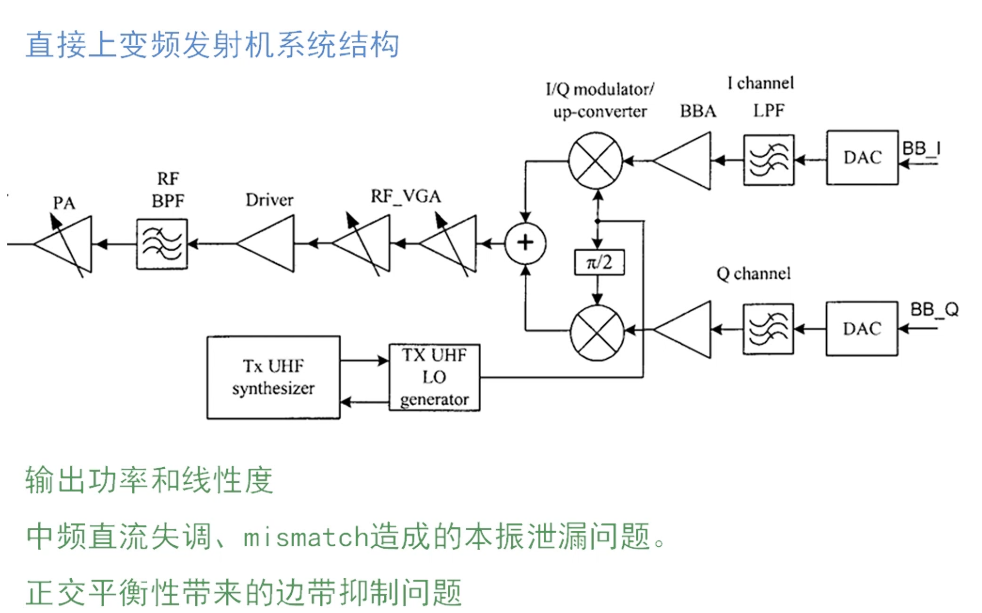 直接上变频发射机系统结构
I/Q modulator/
up-converter
BBA
I channel
LPF
DAC
BB_I
PA
RF
BPF
Driver
RF_VGA
+
π/2
Q channel
DAC
BB_Q
Tx UHF
synthesizer
TX UHF
LO
generator
输出功率和线性度
中频直流失调、mismatch造成的本振泄漏问题。
正交平衡性带来的边带抑制问题